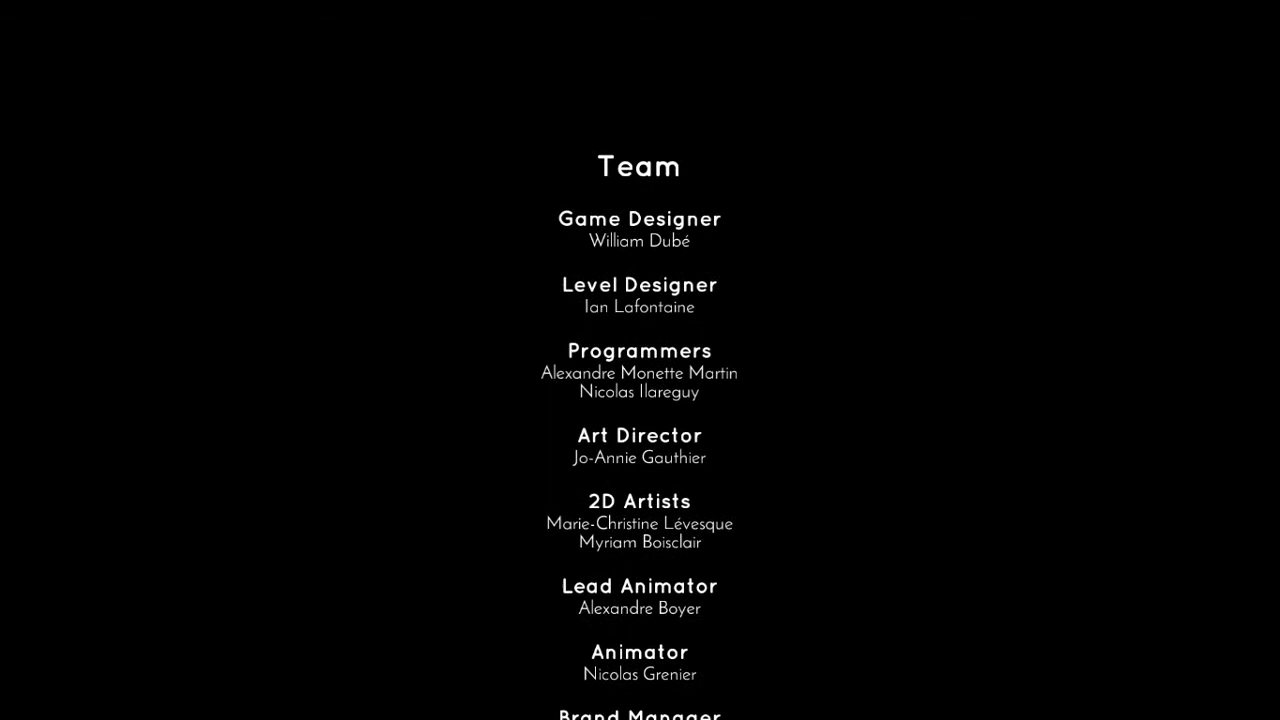 Team
Game Designer
William Dubé
Level Designer
Ian Lafontaine
Programmers
Alexandre Monette Martin
Nicolas Ilareguy
Art Director
Jo-Annie Gauthier
2D Artists
Marie-Christine Lévesque
Myriam Boisclair
Lead Animator
Alexandre Boyer
Animator
Nicolas Grenier
Brand Manager